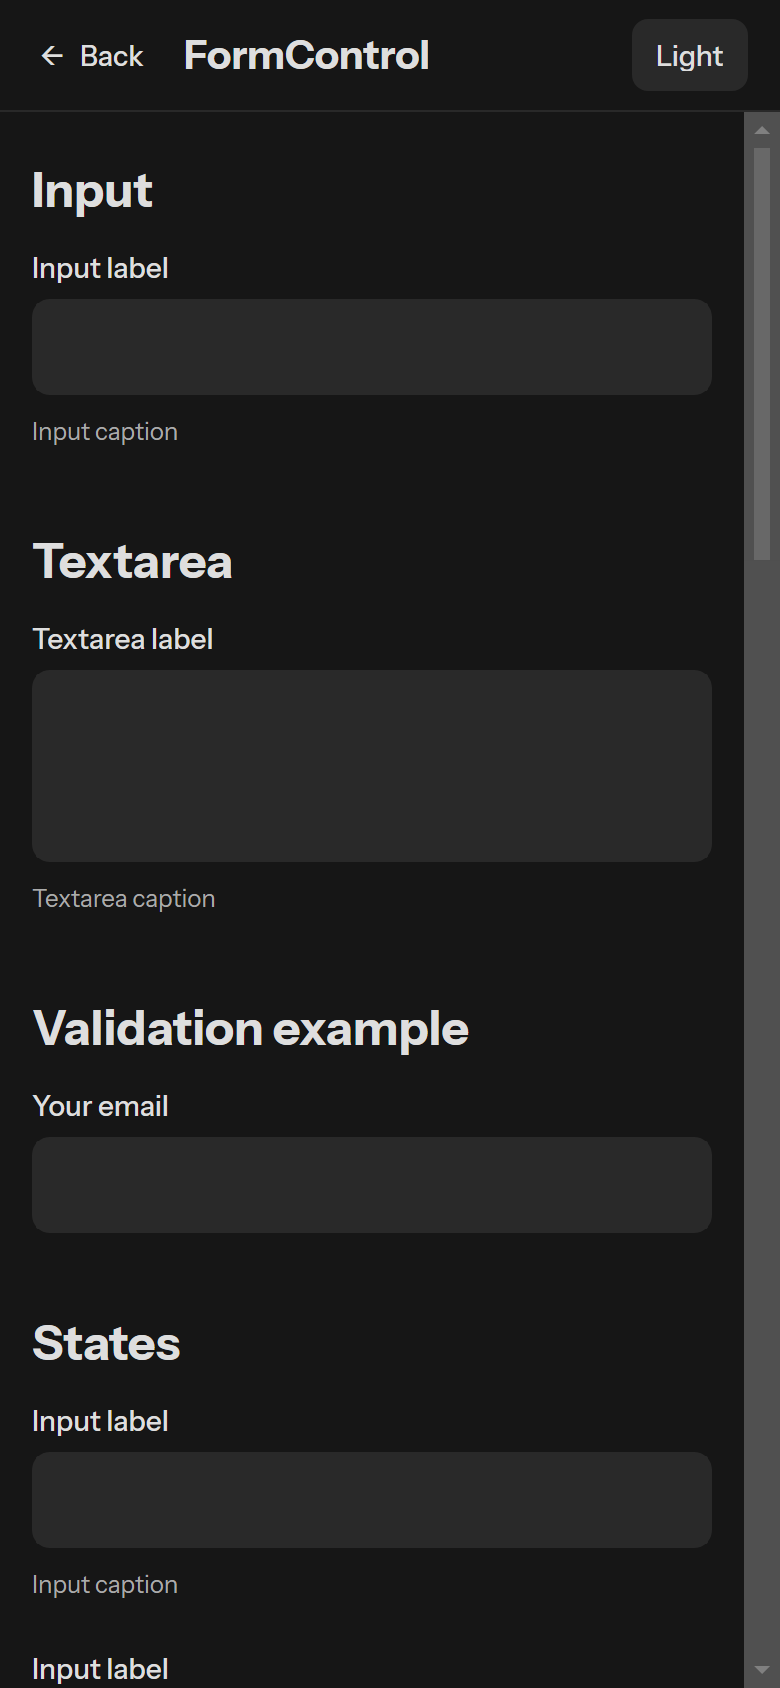 ← Back FormControl Light
Input
Input label
Input caption
Textarea
Textarea label
Textarea caption
Validation example
Your email
States
Input label
Input caption
Input label